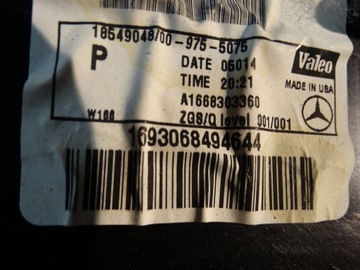 18549048/00-975-5075
P
DATE 05014
TIME 20:21
Valeo
MADE IN USA
A1668303360
W166
ZGS/Q level 001/001
1693068494644